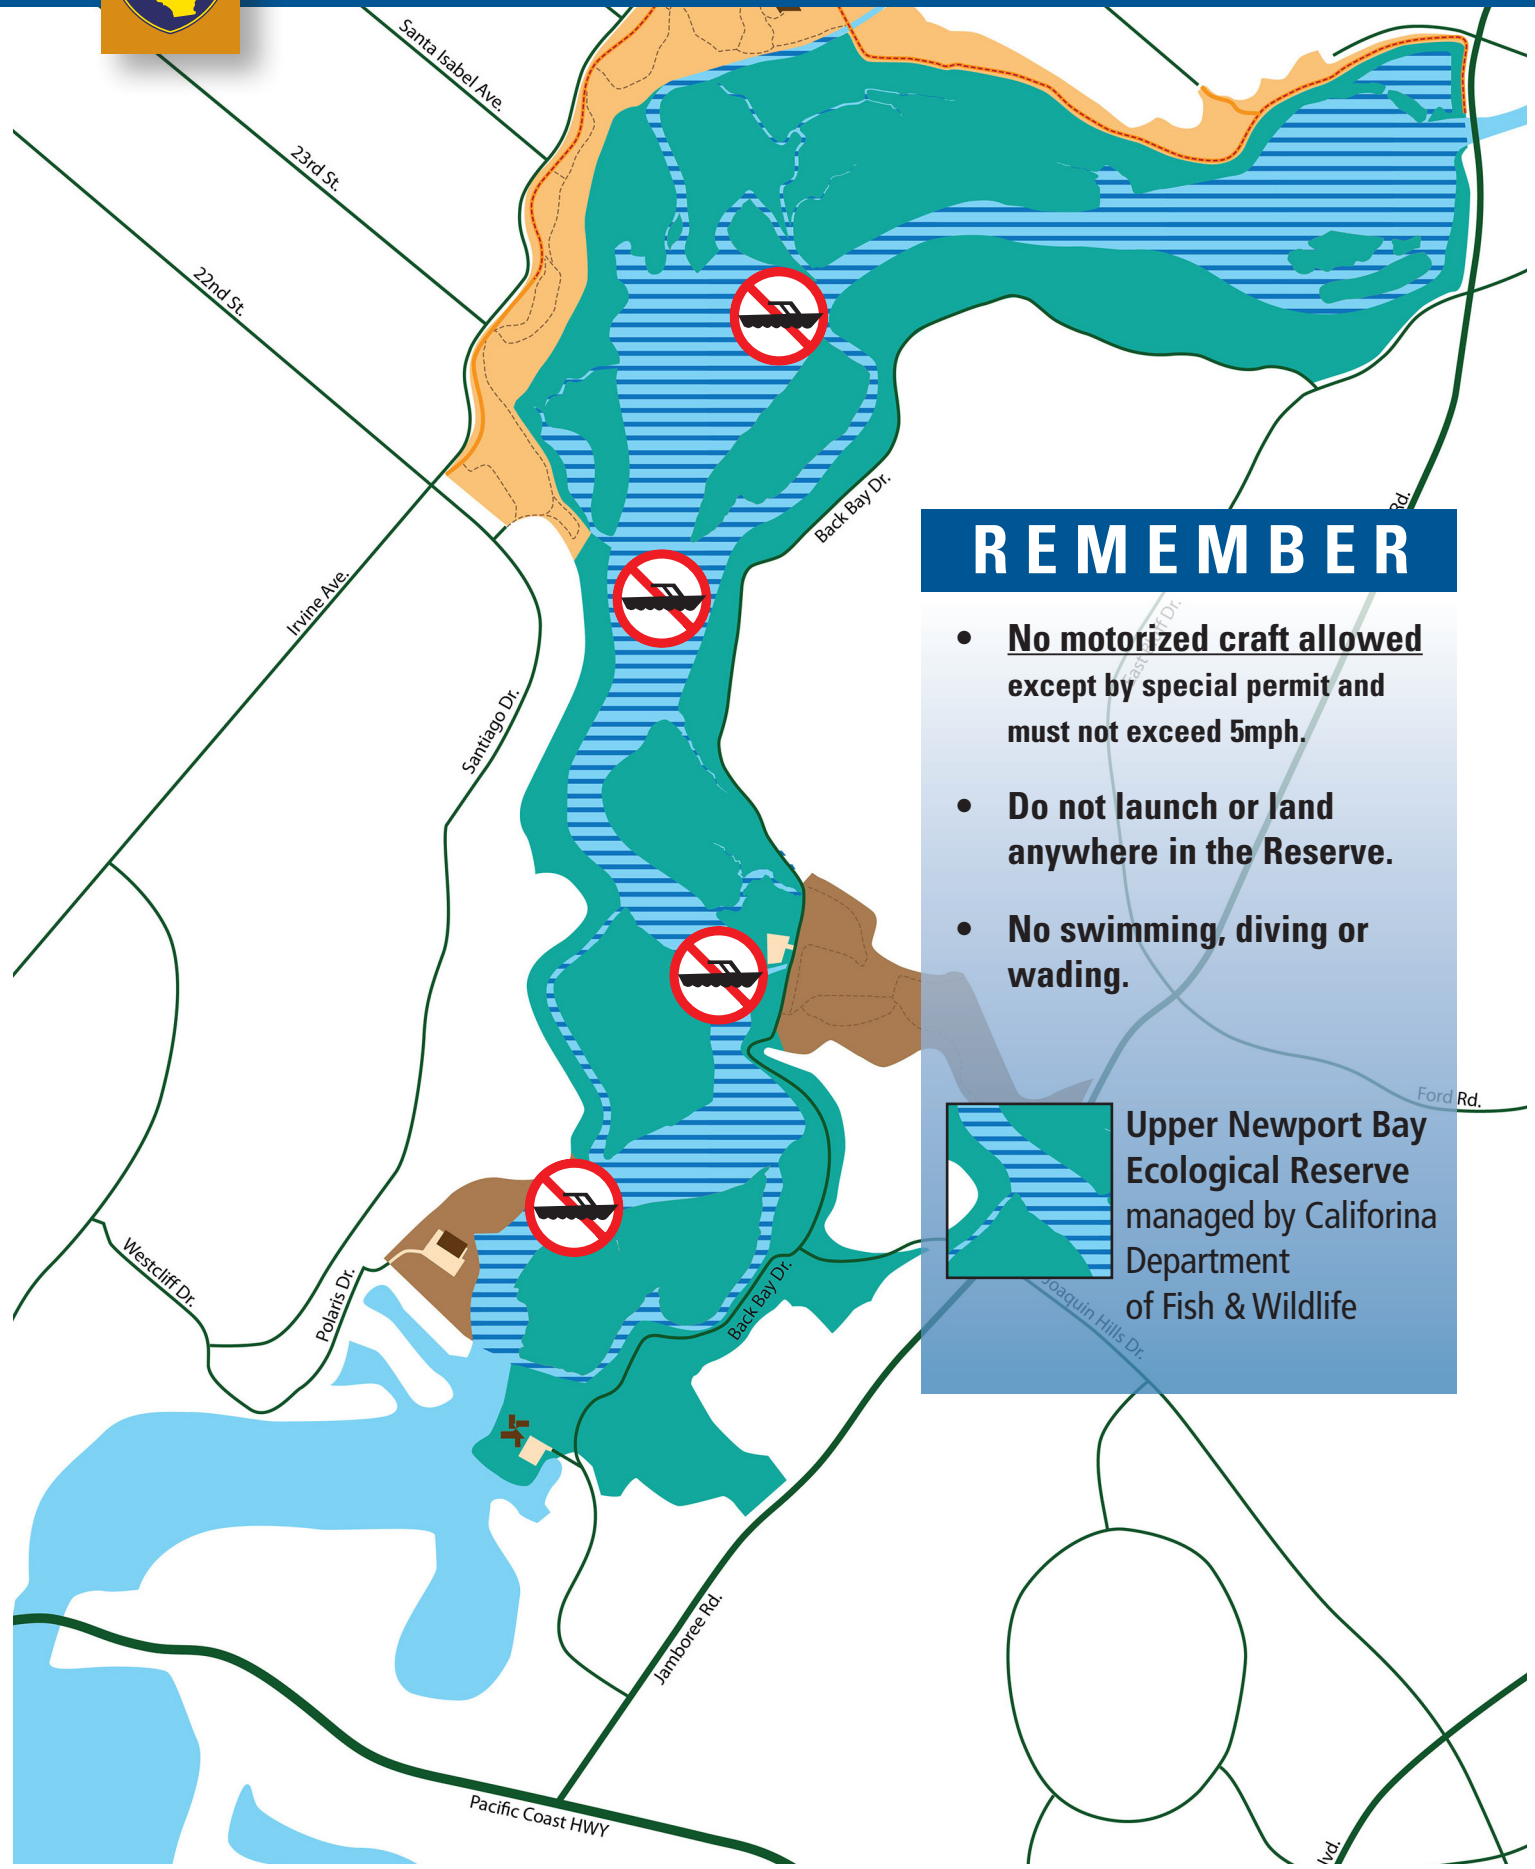 Santa Isabel Ave.
23rd St.
22nd St.
Back Bay Dr.
Rd.
Irvine Ave.
REMEMBER
• No motorized craft allowed
except by special permit and
must not exceed 5mph.
• Do not launch or land
anywhere in the Reserve.
• No swimming, diving or
wading.
Santiago Dr.
Ford Rd.
Upper Newport Bay
Ecological Reserve
managed by Califorina
Department
of Fish & Wildlife
Westcliff Dr.
Polaris Dr.
Back Bay Dr.
Joaquin Hills Dr.
Jamboree Rd.
Pacific Coast HWY